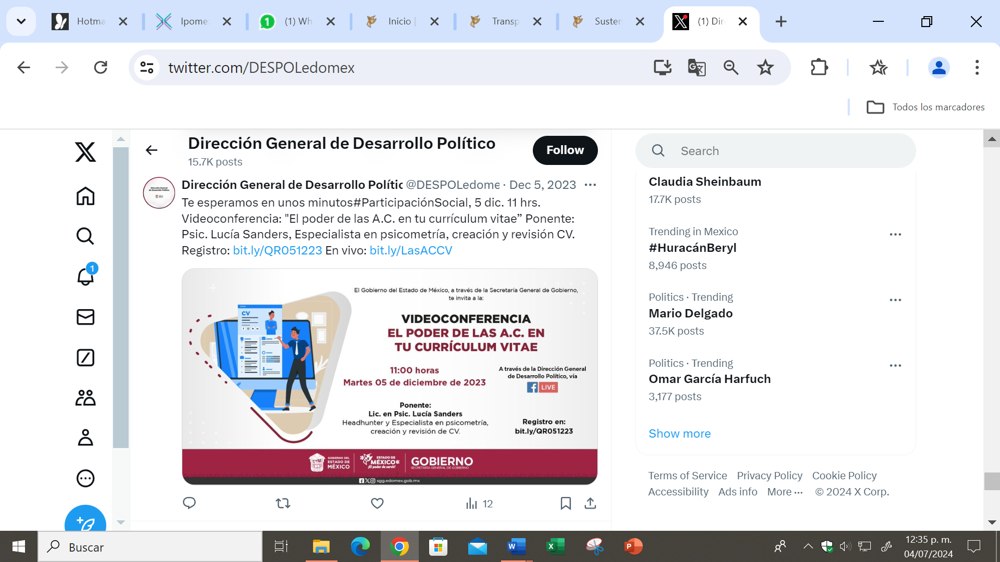 Hotma
Ipome
(1) Wh
Inicio |
Transp
Susten
(1) Dir
twitter.com/DESPOLedomex
Todos los marcadores
Dirección General de Desarrollo Político
15.7K posts
Follow
Dirección General de Desarrollo Polític @DESPOLedome · Dec 5, 2023
Te esperamos en unos minutos#ParticipaciónSocial, 5 dic. 11 hrs.
Videoconferencia: "El poder de las A.C. en tu currículum vitae” Ponente:
Psic. Lucía Sanders, Especialista en psicometría, creación y revisión CV.
Registro: bit.ly/QR051223 En vivo: bit.ly/LasACCV
El Gobierno del Estado de México, a través de la Secretaría General de Gobierno,
te invita a la:
CV
VIDEOCONFERENCIA
EL PODER DE LAS A.C. EN
TU CURRÍCULUM VITAE
11:00 horas
Martes 05 de diciembre de 2023
A través de la Dirección General
de Desarrollo Político, vía
LIVE
Ponente:
Lic. en Psic. Lucía Sanders
Headhunter y Especialista en psicometría,
creación y revisión de CV.
Registro en:
bit.ly/QR051223
GOBIERNO DEL
ESTADO DE
MÉXICO
ESTADO DE
MÉXICO
¡El poder de servir!
GOBIERNO
SECRETARÍA GENERAL DE GOBIERNO
sgg.edomex.gob.mx
12
1
Search
Claudia Sheinbaum
17.7K posts
Trending in Mexico
#HuracánBeryl
8,946 posts
Politics · Trending
Mario Delgado
37.5K posts
Politics · Trending
Omar García Harfuch
3,177 posts
Show more
Terms of Service Privacy Policy Cookie Policy
Accessibility Ads info More ··· © 2024 X Corp.
Buscar
12:35 p. m.
04/07/2024